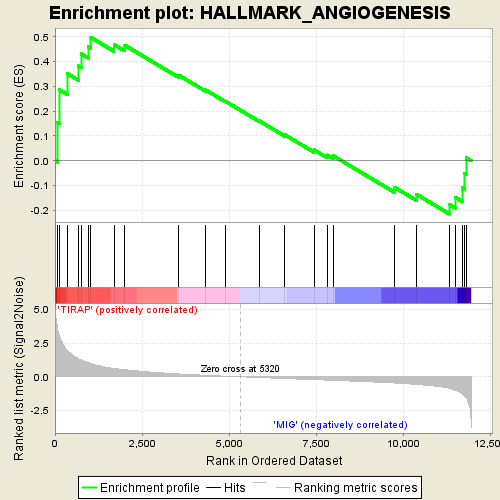 Enrichment plot: HALLMARK_ANGIOGENESIS
Enrichment score (ES)
0.5
0.4
0.3
0.2
0.1
0.0
-0.1
-0.2
Ranked list metric (Signal2Noise)
5.0
2.5
0.0
-2.5
'TIRAP' (positively correlated)
Zero cross at 5320
'MIG' (negatively correlated)
0
2,500
5,000
7,500
10,000
12,500
Rank in Ordered Dataset
Enrichment profile
Hits
Ranking metric scores